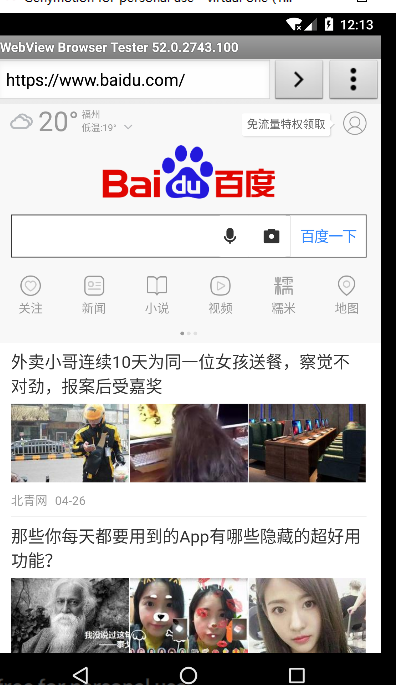 Genymotion for personal use - Virtual One (1...
12:13
WebView Browser Tester 52.0.2743.100
https://www.baidu.com/
20°
福州
低温:19°
免流量特权领取
Bai du 百度
百度一下
关注 新闻 小说 视频 糯米 地图
糯
外卖小哥连续10天为同一位女孩送餐，察觉不
对劲，报案后受嘉奖
北青网 04-26
那些你每天都要用到的App有哪些隐藏的超好用
功能？
我没说过这句
free for personal use